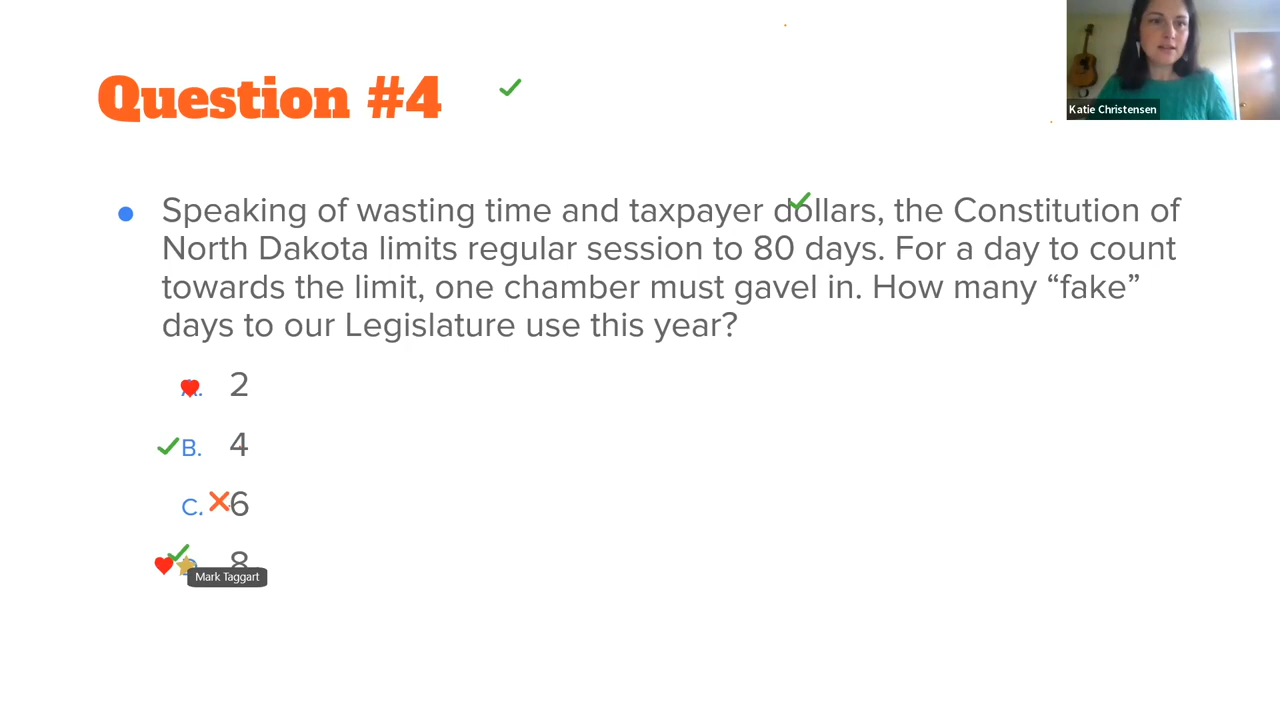 Question #4
Katie Christensen
Speaking of wasting time and taxpayer dollars, the Constitution of
North Dakota limits regular session to 80 days. For a day to count
towards the limit, one chamber must gavel in. How many “fake”
days to our Legislature use this year?
2
B. 4
C. 6
8
Mark Taggart